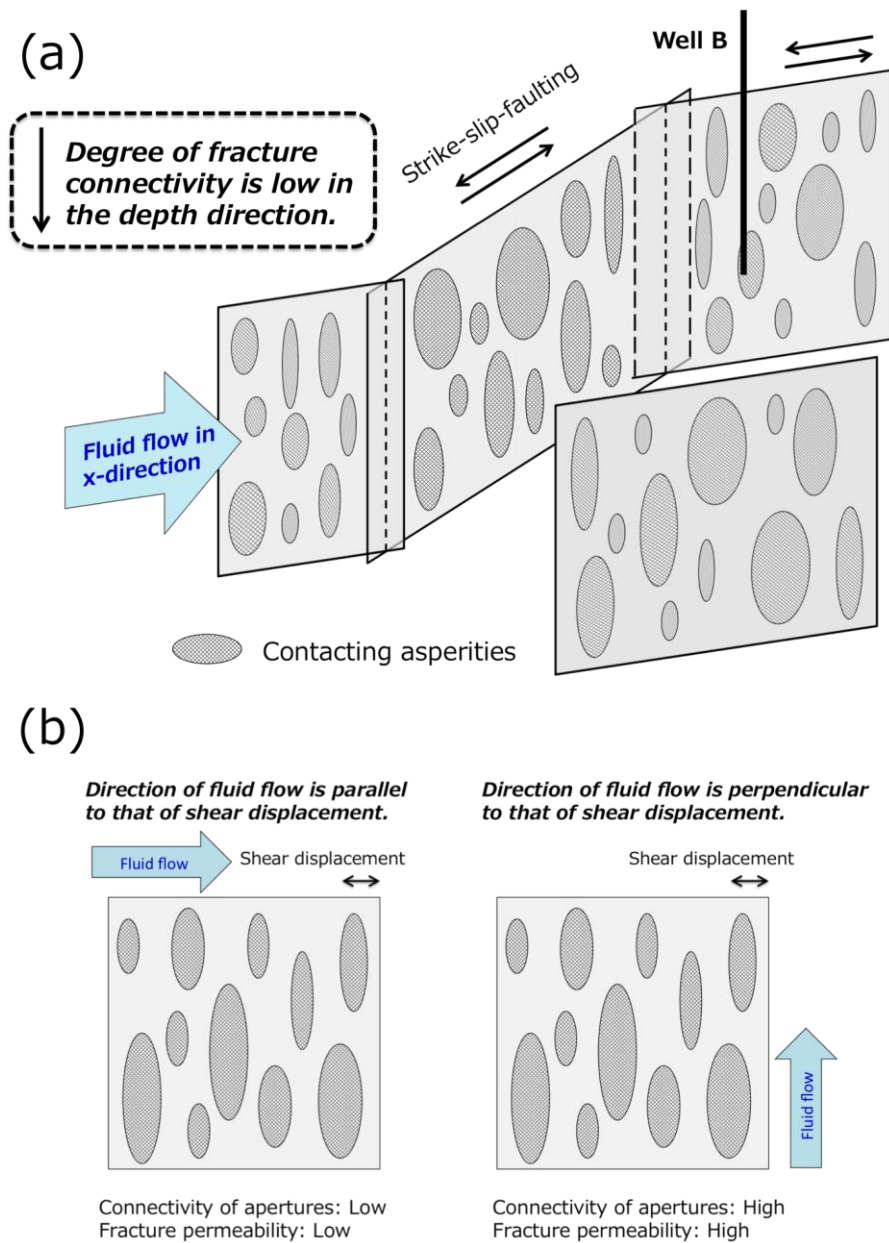 (a)
Well B
Strike-slip-faulting
Degree of fracture
connectivity is low in
the depth direction.
Fluid flow in
x-direction
Contacting asperities
(b)
Direction of fluid flow is parallel
to that of shear displacement.
Fluid flow
Shear displacement
Connectivity of apertures: Low
Fracture permeability: Low
Direction of fluid flow is perpendicular
to that of shear displacement.
Shear displacement
Fluid flow
Connectivity of apertures: High
Fracture permeability: High